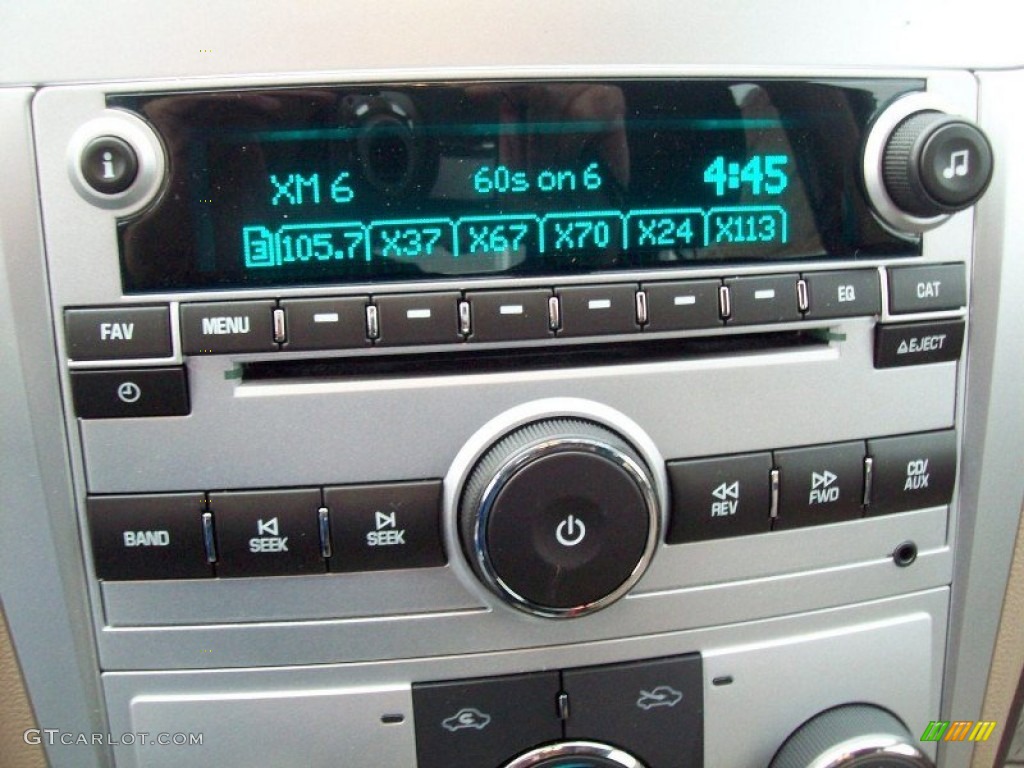 XM 6 60s on 6 4:45
3 105.7 X37 X67 X70 X24 X113
FAV MENU EQ CAT
EJECT
BAND SEEK SEEK REV FWD CD/AUX
GTCARLOT.COM